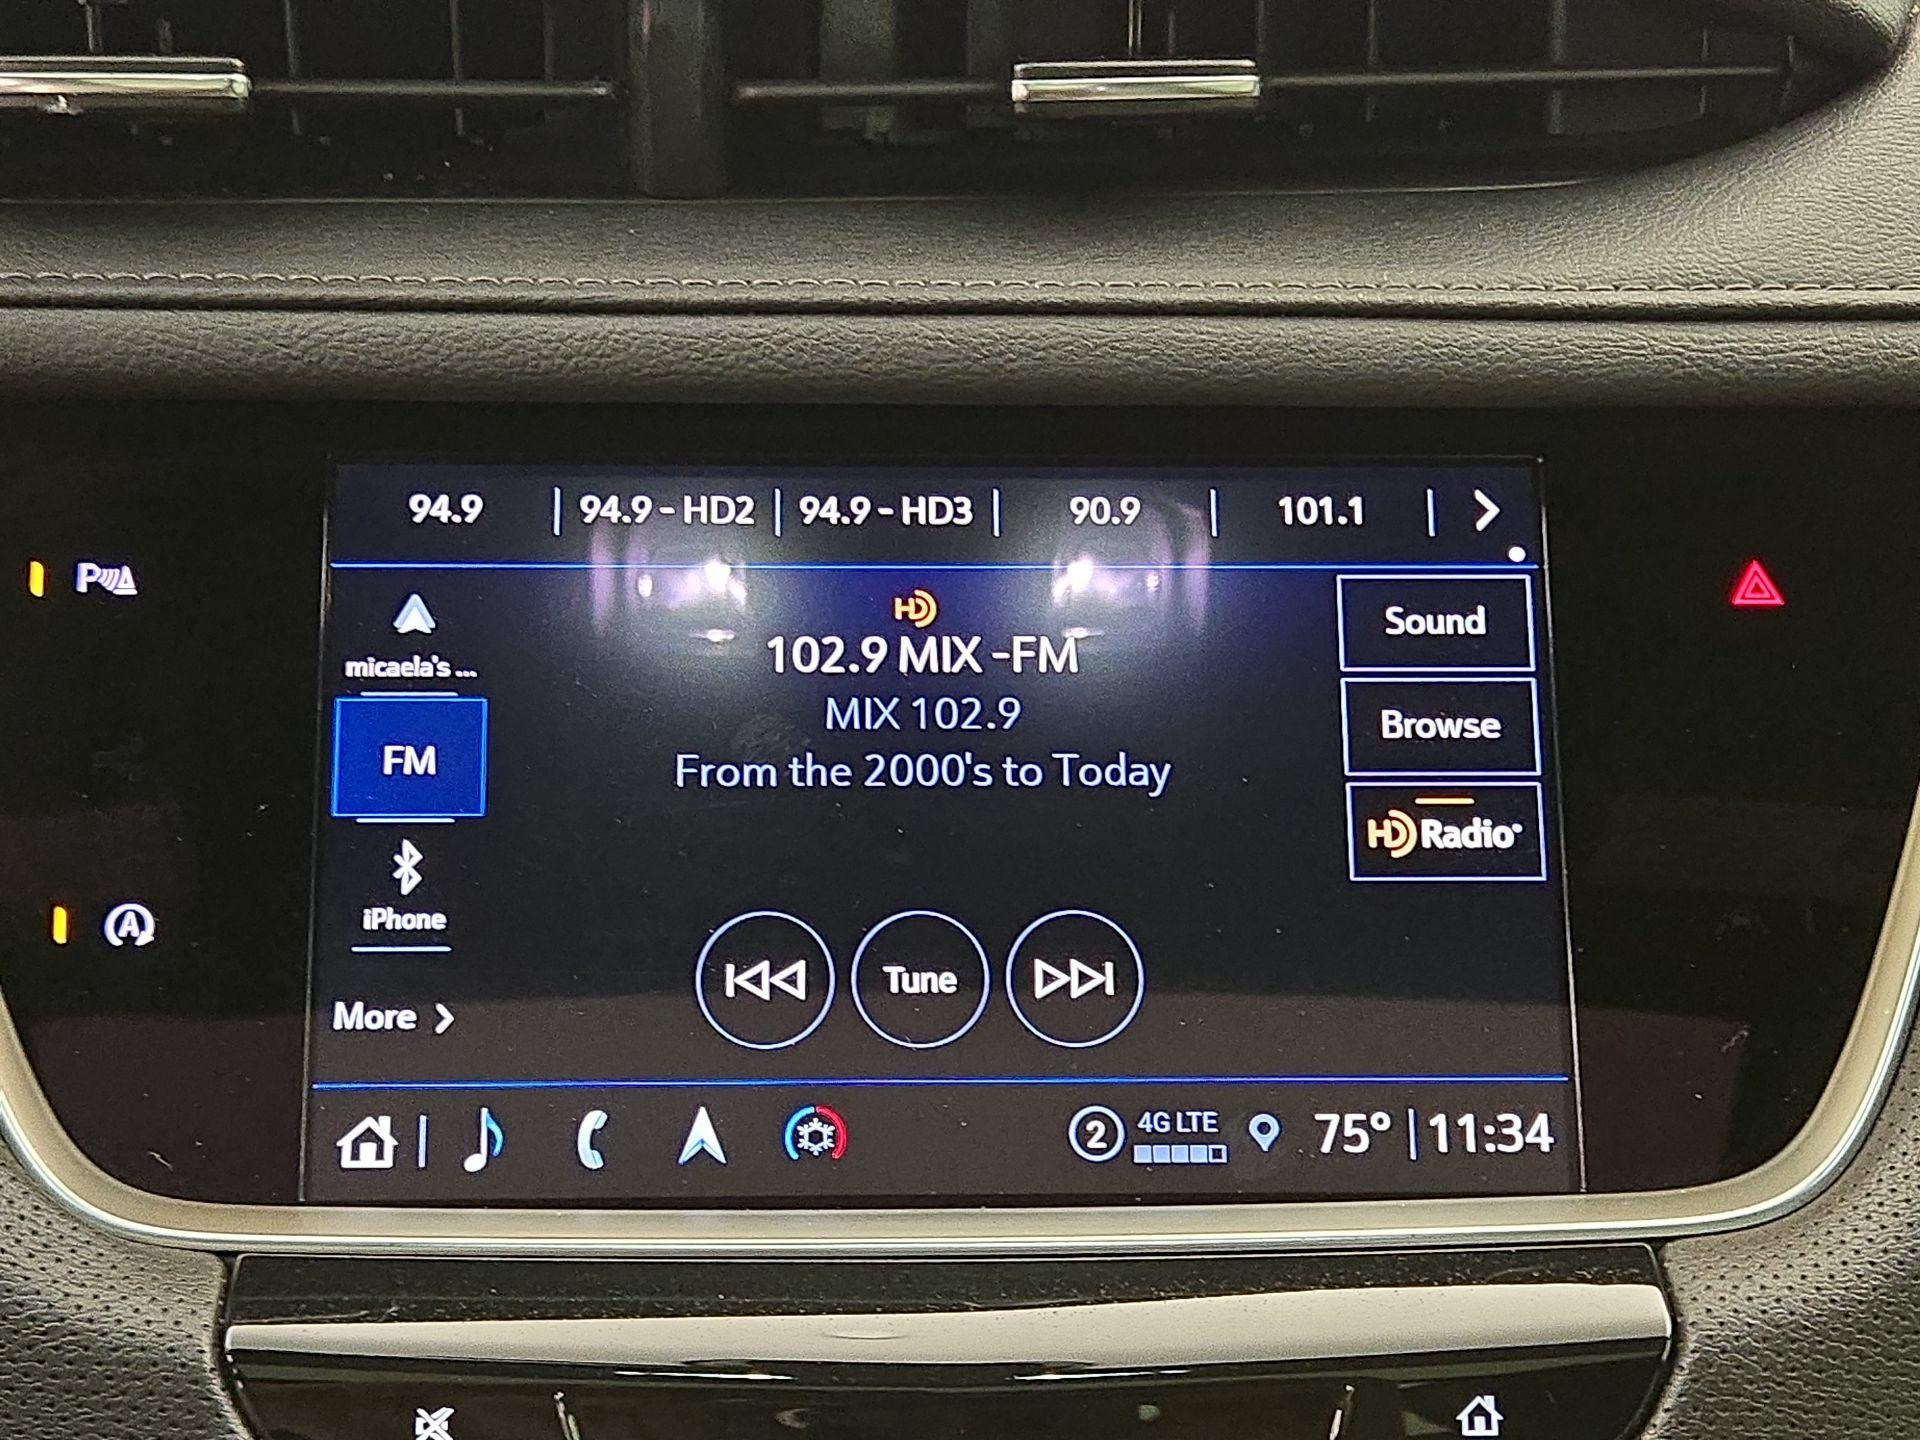 94.9 | 94.9 - HD2 | 94.9 - HD3 | 90.9 | 101.1 |
P
HD
Sound
102.9 MIX -FM
micaela's ...
MIX 102.9
Browse
FM
From the 2000's to Today
HD Radio
A
iPhone
Tune
More
2 4G LTE 75° | 11:34